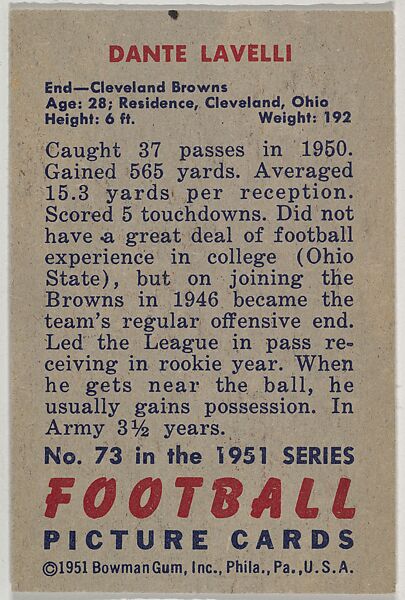 DANTE LAVELLI
End—Cleveland Browns
Age: 28; Residence, Cleveland, Ohio
Height: 6 ft. Weight: 192
Caught 37 passes in 1950.
Gained 565 yards. Averaged
15.3 yards per reception.
Scored 5 touchdowns. Did not
have a great deal of football
experience in college (Ohio
State), but on joining the
Browns in 1946 became the
team's regular offensive end.
Led the League in pass re-
ceiving in rookie year. When
he gets near the ball, he
usually gains possession. In
Army 3½ years.
No. 73 in the 1951 SERIES
FOOTBALL
PICTURE CARDS
©1951 Bowman Gum, Inc., Phila., Pa., U.S.A.